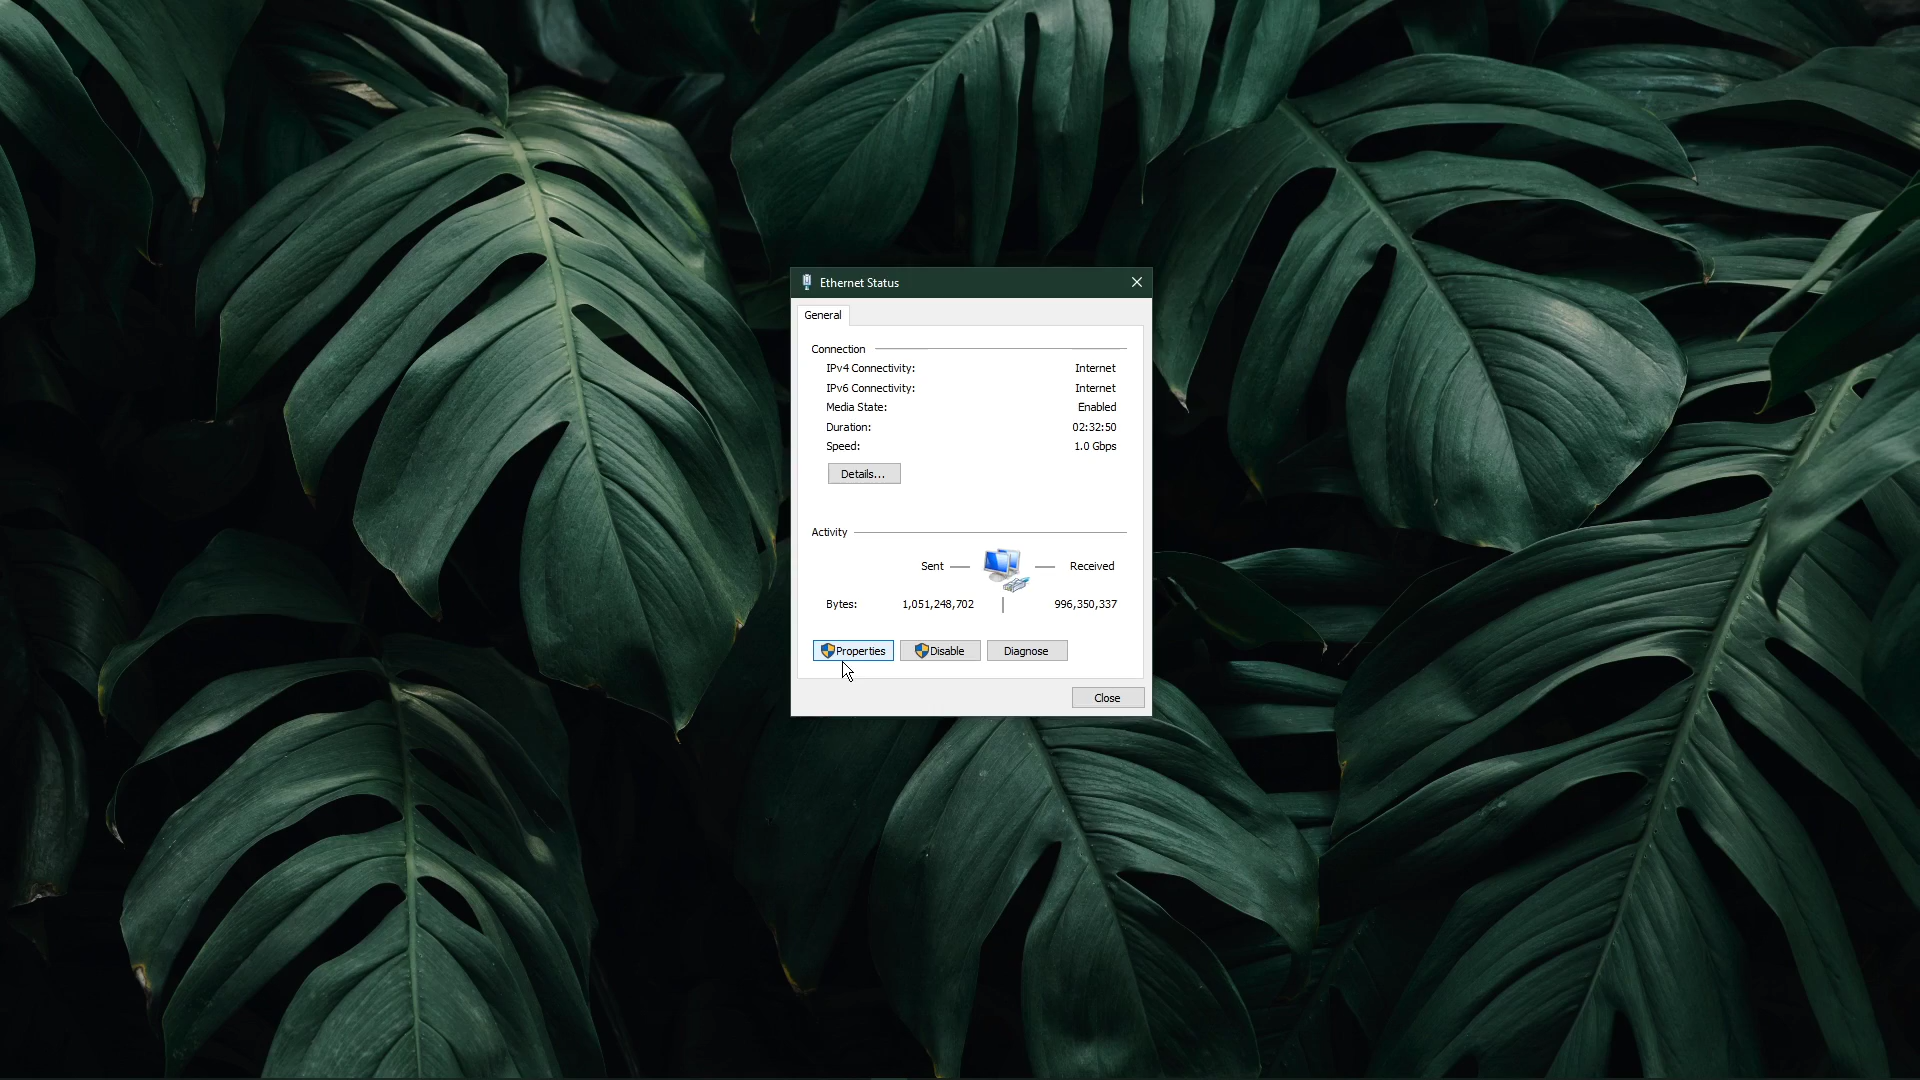 Ethernet Status
General
Connection
IPv4 Connectivity: Internet
IPv6 Connectivity: Internet
Media State: Enabled
Duration: 02:32:50
Speed: 1.0 Gbps
Details...
Activity
Sent Received
Bytes: 1,051,248,702 996,350,337
Properties Disable Diagnose
Close